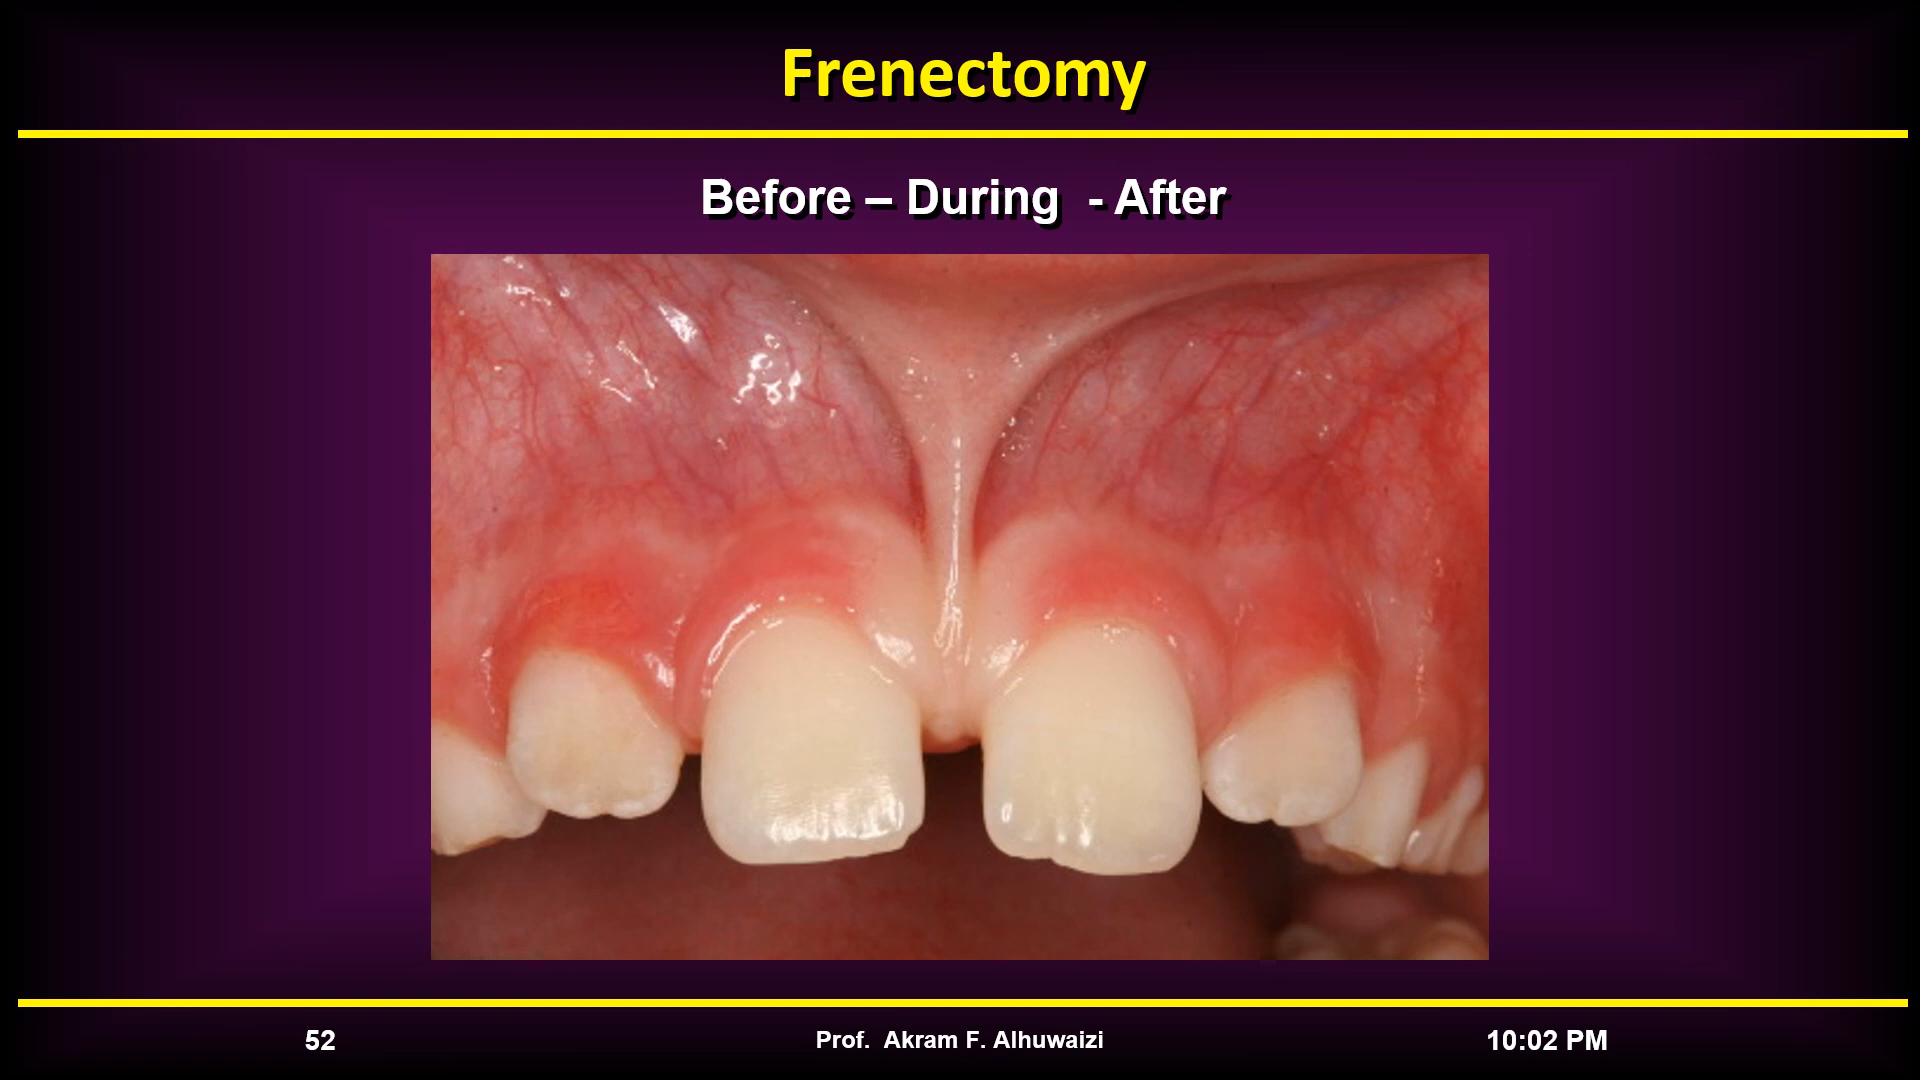 Frenectomy
Before – During  - After
52
Prof.  Akram F. Alhuwaizi
10:02 PM